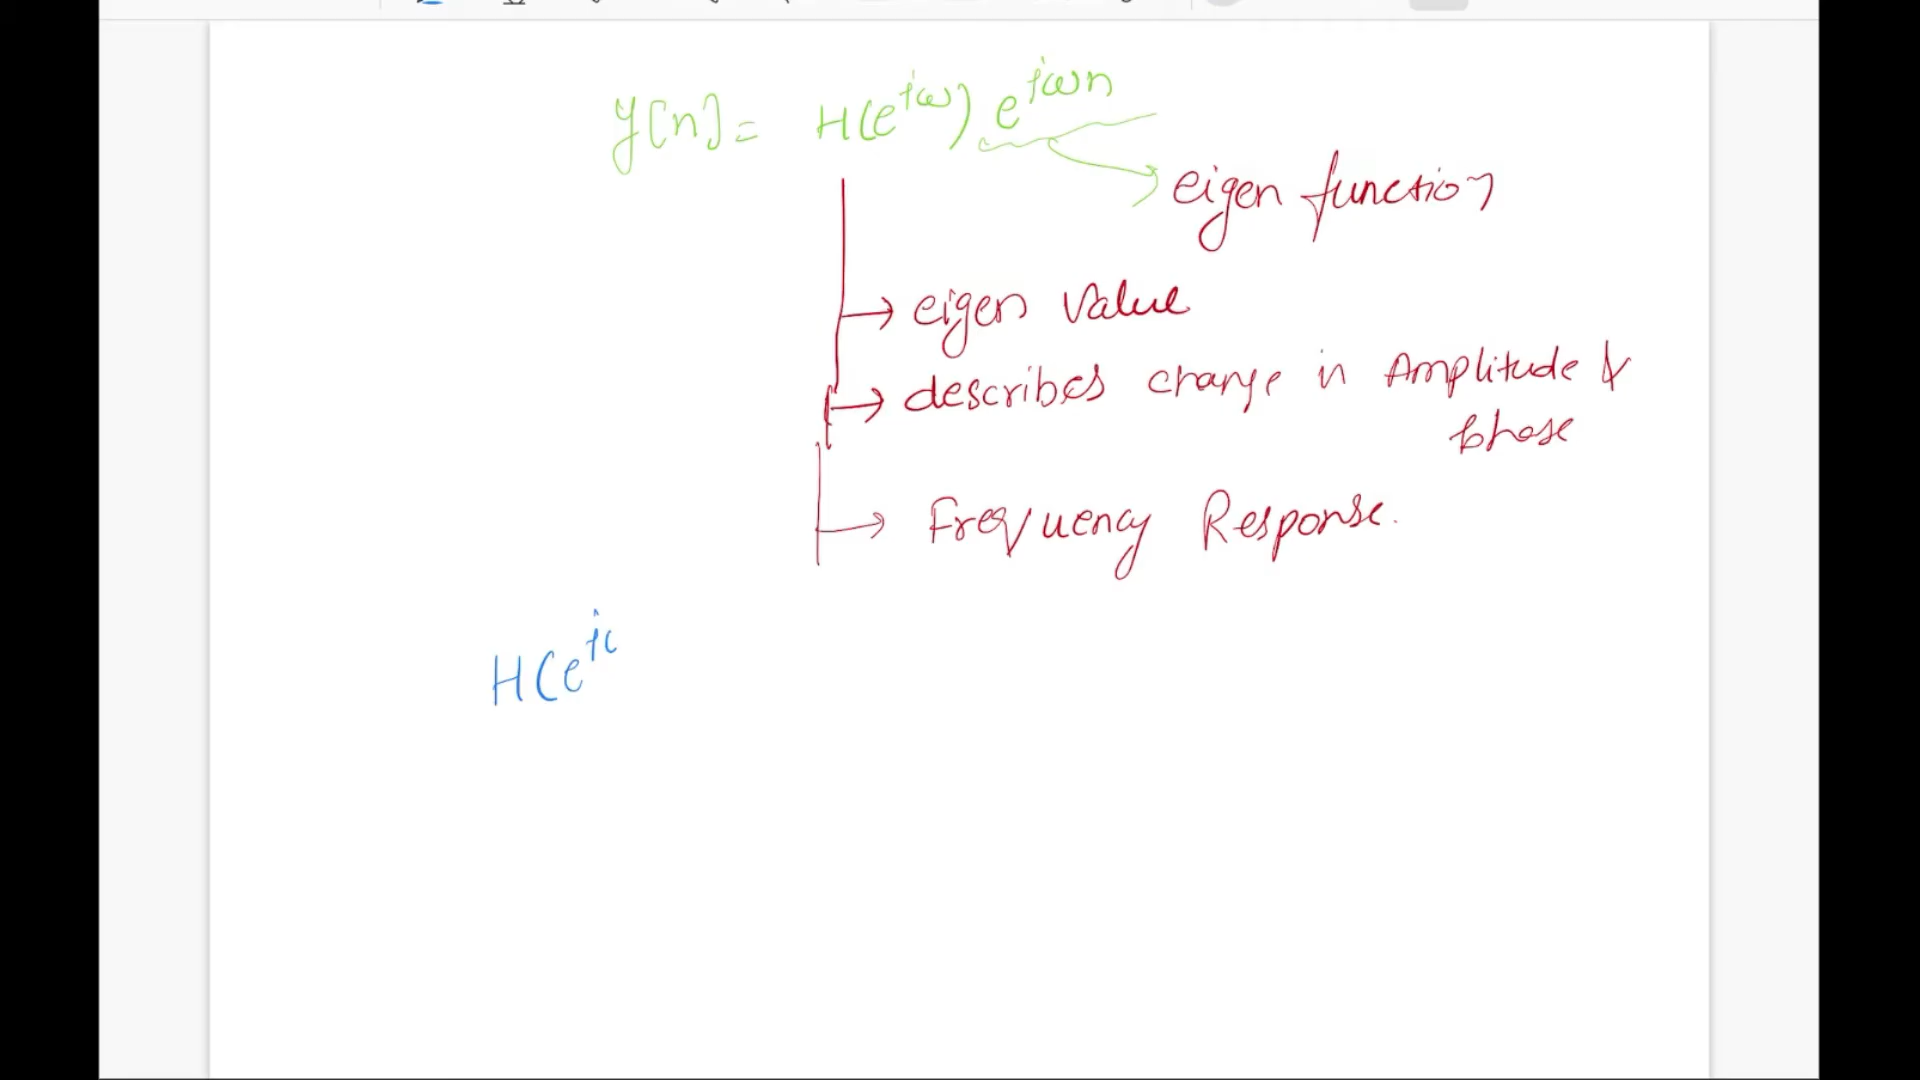 y[n] = H(e^{jω}) e^{jωn}
eigen function
→ eigen value
→ describes change in Amplitude &
phase
→ Frequency Response.
H(e^{j